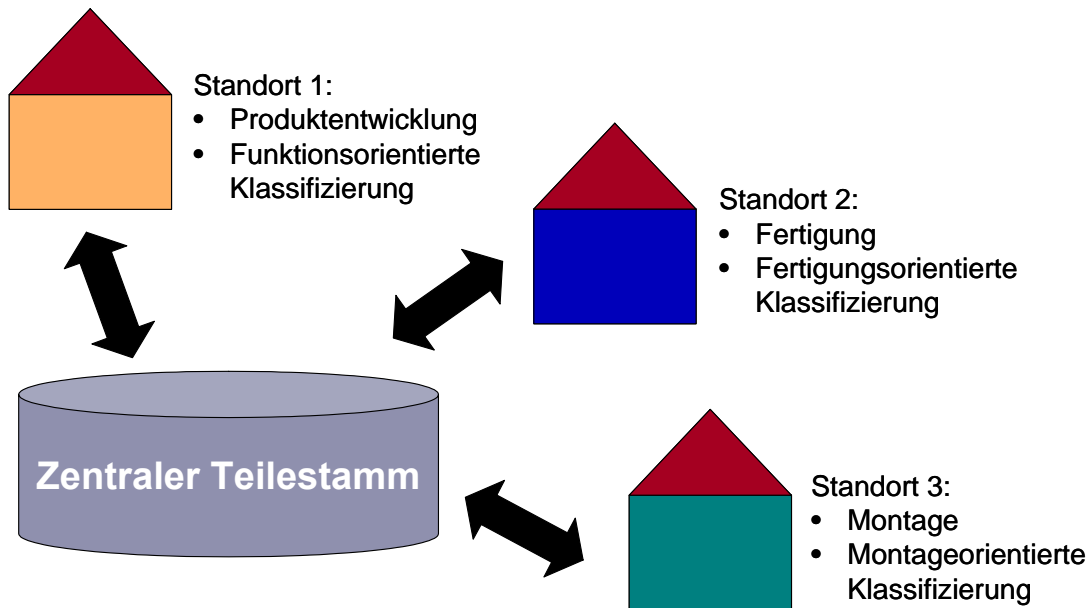 Standort 1:
• Produktentwicklung
• Funktionsorientierte
Klassifizierung
Standort 2:
• Fertigung
• Fertigungsorientierte
Klassifizierung
Zentraler Teilestamm
Standort 3:
• Montage
• Montageorientierte
Klassifizierung